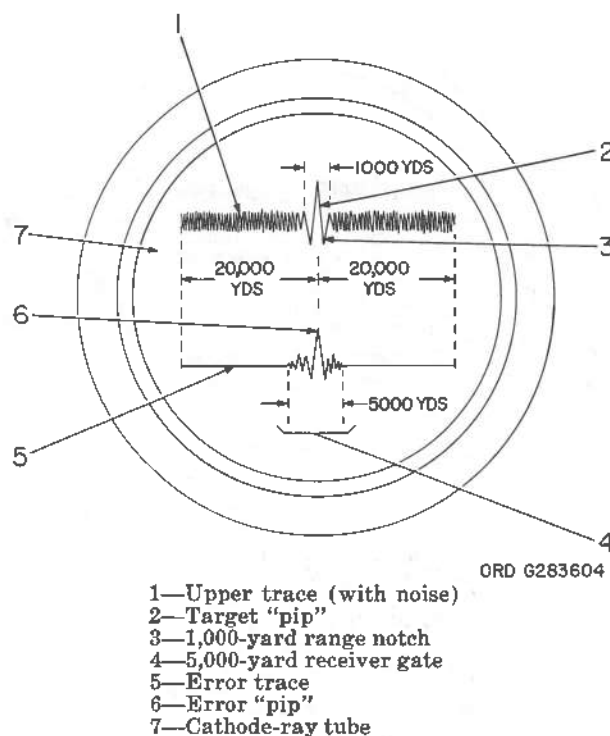 1
2
1000 YDS
3
7
20,000
YDS
20,000
YDS
6
5000 YDS
5
4
ORD G283604
1—Upper trace (with noise)
2—Target “pip”
3—1,000-yard range notch
4—5,000-yard receiver gate
5—Error trace
6—Error “pip”
7—Cathode-ray tube